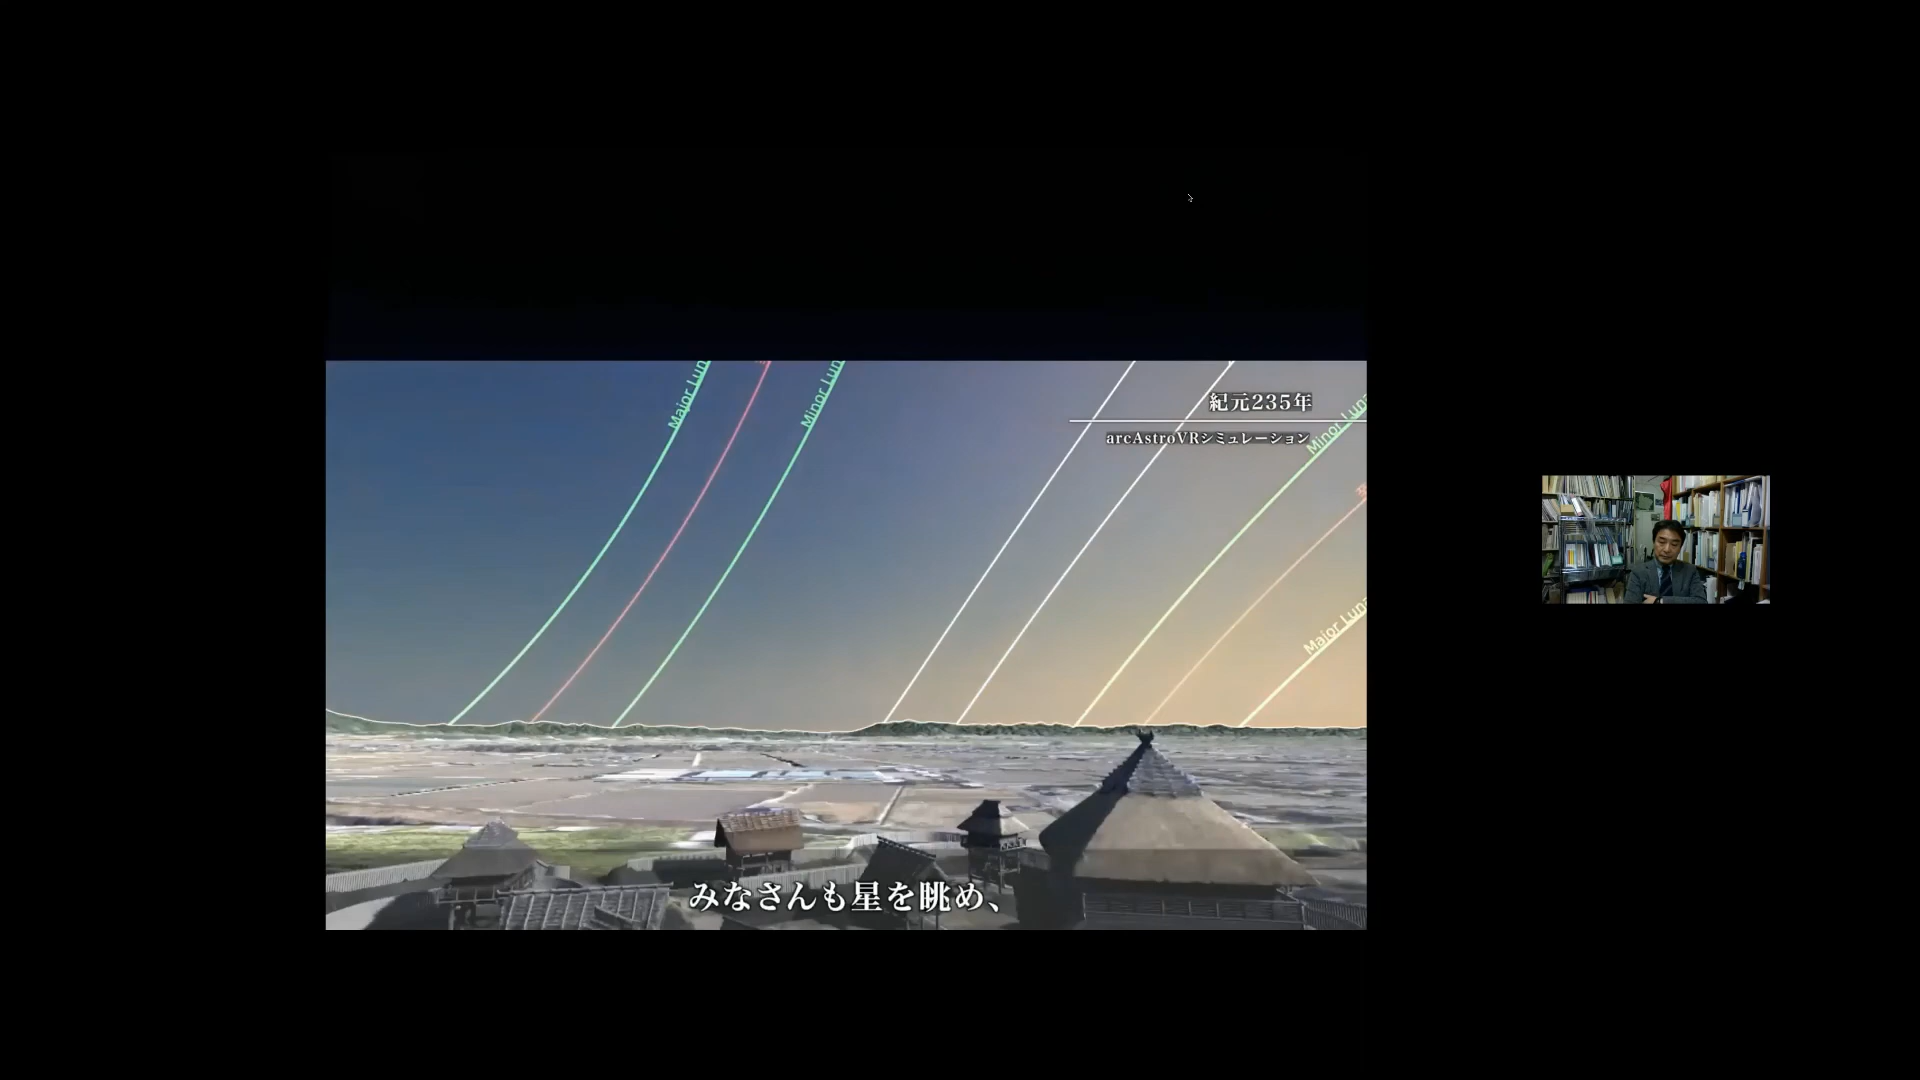 Major Lun
Minor Lun
紀元235年
arcAstroVRシミュレーション
Minor Luna
Major Luna
みなさんも星を眺め、